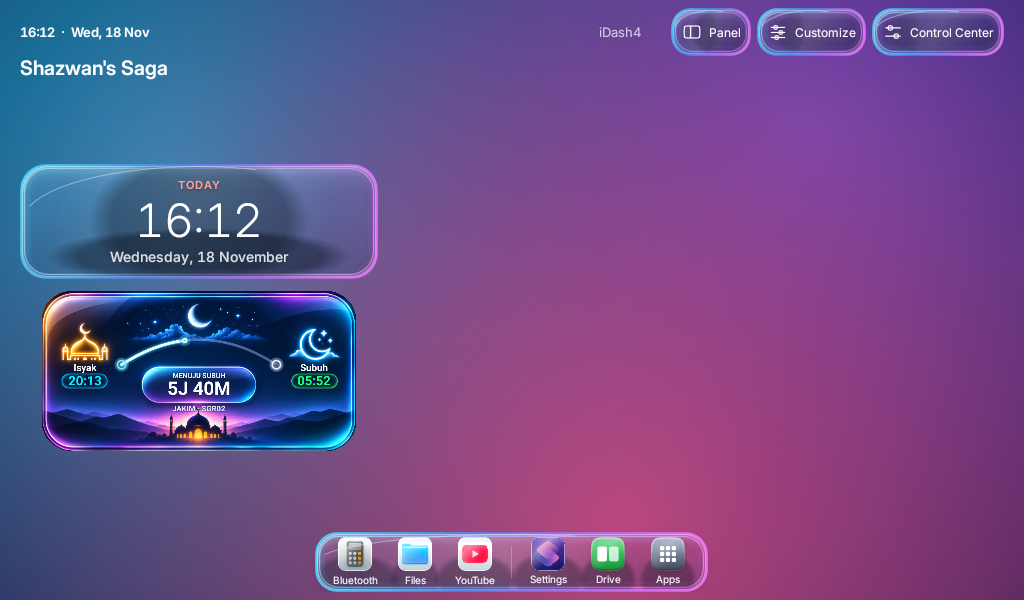 16:12 · Wed, 18 Nov
iDash4
Panel
Customize
Control Center
Shazwan's Saga
TODAY
16:12
Wednesday, 18 November
Isyak
20:13
Subuh
05:52
MENUJU SUBUH
5J 40M
JAKIM · SGR02
Bluetooth
Files
YouTube
Settings
Drive
Apps